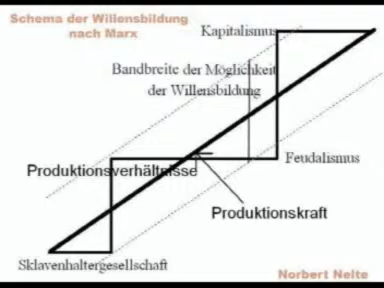 Schema der Willensbildung
nach Marx
Kapitalismus
Bandbreite der Möglichkeit
der Willensbildung
Feudalismus
Produktionsverhältnisse
Produktionskraft
Sklavenhaltergesellschaft
Norbert Nelte